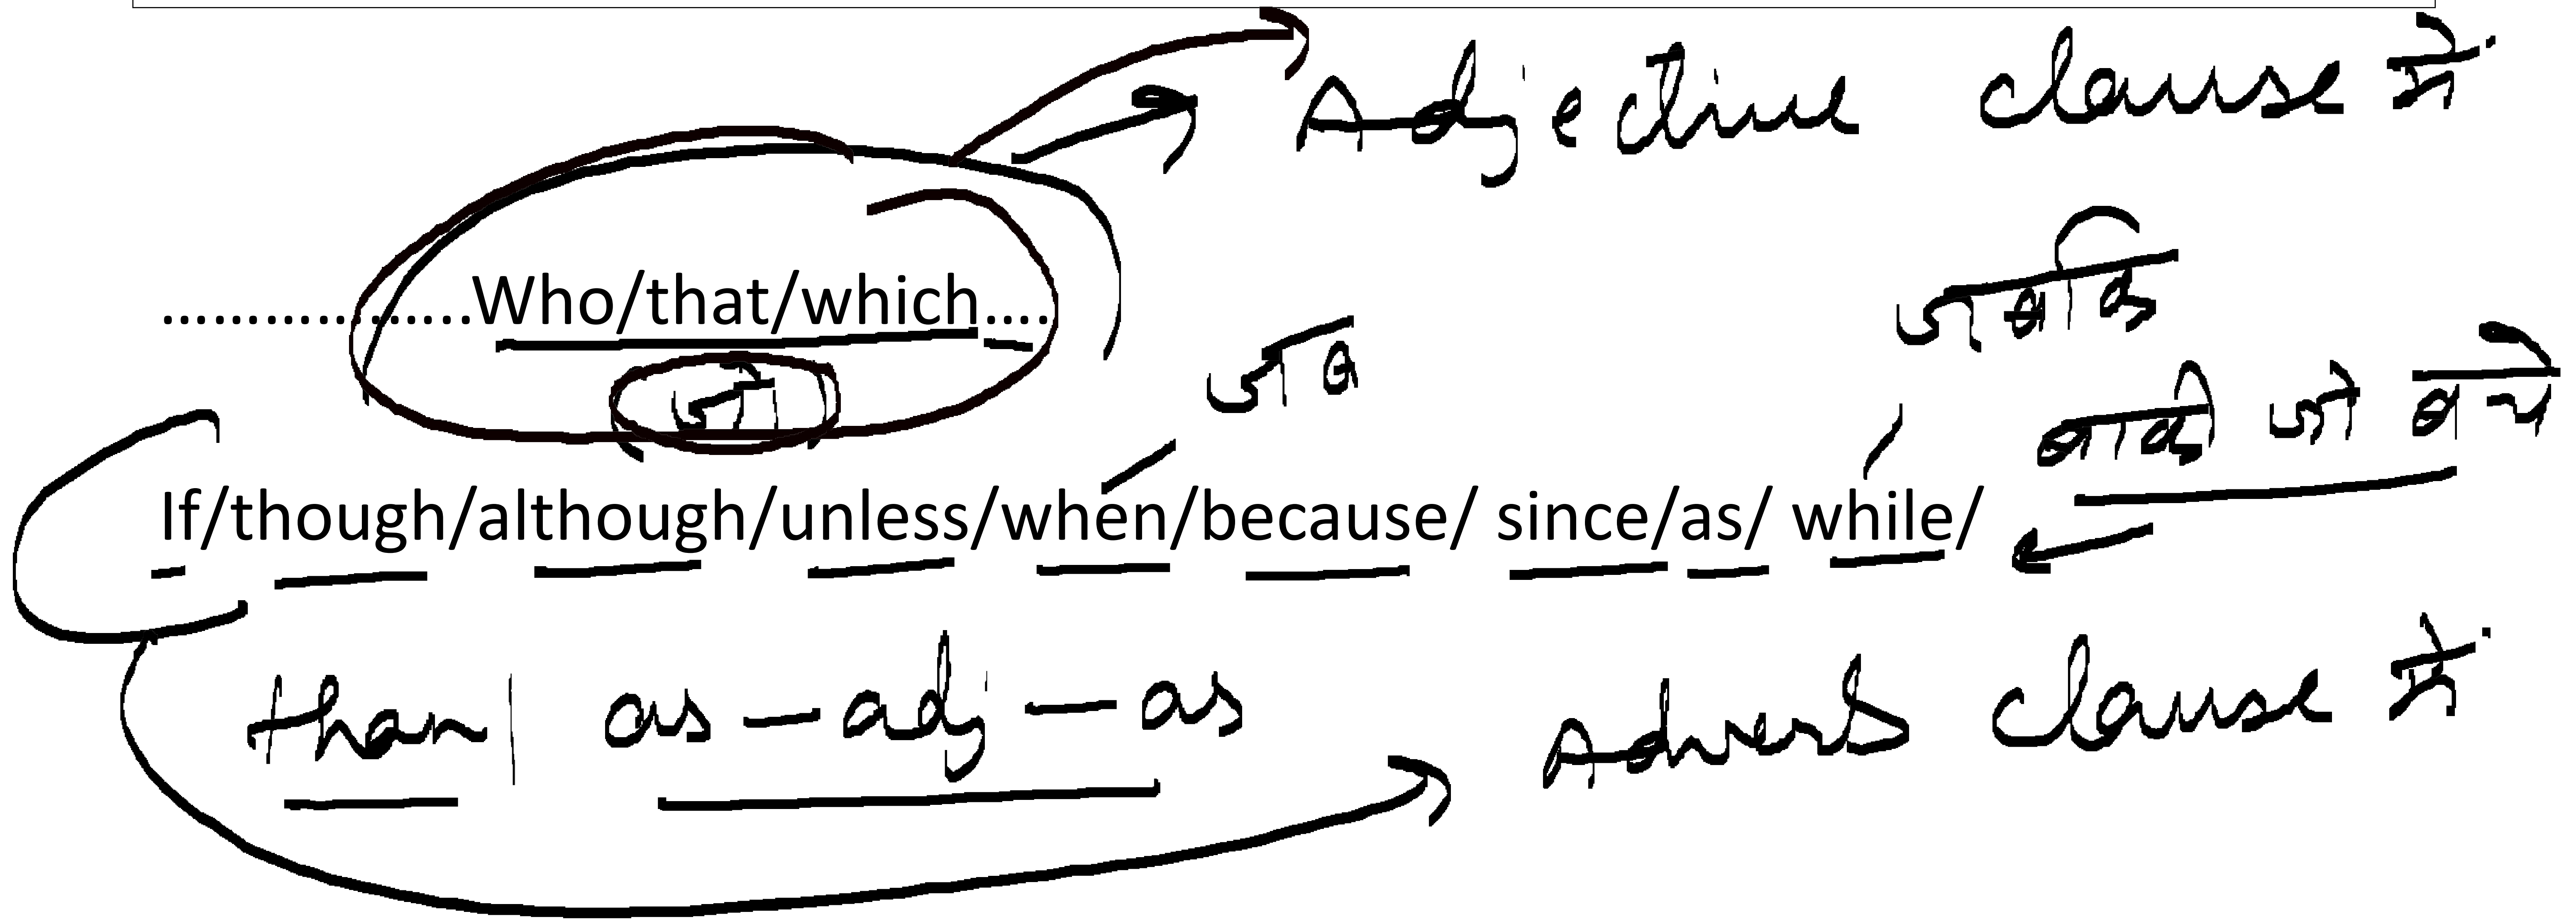 Adjective clause में
..................Who/that/which....
जो
जब
जबकि
बाकी जो बचे
If/though/although/unless/when/because/ since/as/ while/
than| as – adj – as
Adverb clause में